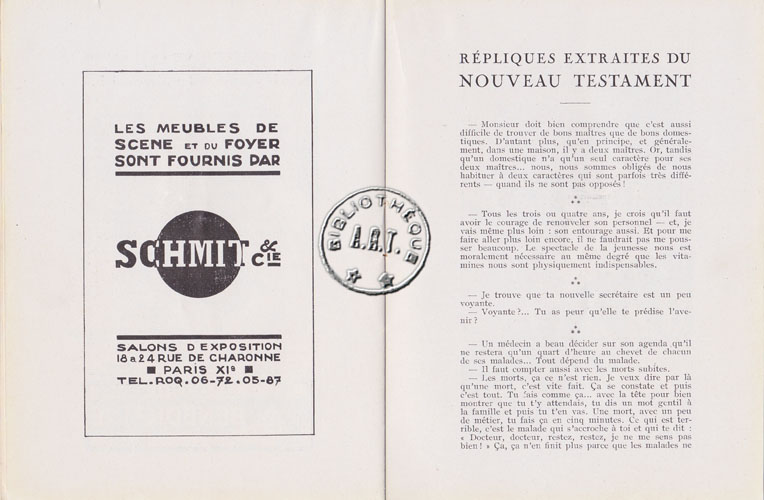 LES MEUBLES DE
SCENE ET DU FOYER
SONT FOURNIS PAR
SCHMIT & CIE
SALONS D'EXPOSITION
18 a 24 RUE DE CHARONNE
PARIS XIe
TEL.ROQ.06-72.05-87
BIBLIOTHÈQUE
A.R.T.
RÉPLIQUES EXTRAITES DU
NOUVEAU TESTAMENT
— Monsieur doit bien comprendre que c'est aussi
difficile de trouver de bons maîtres que de bons domes-
tiques. D'autant plus, qu'en principe, et générale-
ment, dans une maison, il y a deux maîtres. Or, tandis
qu'un domestique n'a qu'un seul caractère pour ses
deux maîtres... nous, nous sommes obligés de nous
habituer à deux caractères qui sont parfois très diffé-
rents — quand ils ne sont pas opposés !
— Tous les trois ou quatre ans, je crois qu'il faut
avoir le courage de renouveler son personnel — et, je
vais même plus loin : son entourage aussi. Et pour me
faire aller plus loin encore, il ne faudrait pas me pous-
ser beaucoup. Le spectacle de la jeunesse nous est
moralement nécessaire au même degré que les vita-
mines nous sont physiquement indispensables.
— Je trouve que ta nouvelle secrétaire est un peu
voyante.
— Voyante ?... Tu as peur qu'elle te prédise l'ave-
nir ?
— Un médecin a beau décider sur son agenda qu'il
ne restera qu'un quart d'heure au chevet de chacun
de ses malades... Tout dépend du malade.
— Il faut compter aussi avec les morts subites.
— Les morts, ça ce n'est rien. Je veux dire par là
qu'une mort, c'est vite fait. Ça se constate et puis
c'est tout. Tu fais comme ça... avec la tête pour bien
montrer que tu t'y attendais, tu dis un mot gentil à
la famille et puis tu t'en vas. Une mort, avec un peu
de métier, tu fais ça en cinq minutes. Ce qui est ter-
rible, c'est le malade qui s'accroche à toi et qui te dit :
« Docteur, docteur, restez, restez, je ne me sens pas
bien ! » Ça, ça n'en finit plus parce que les malades ne